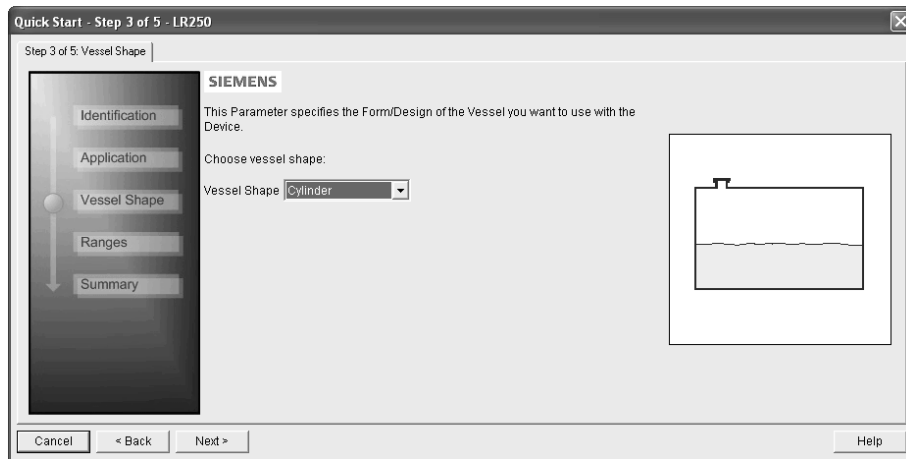 Quick Start - Step 3 of 5 - LR250
Step 3 of 5: Vessel Shape
SIEMENS
Identification
Application
Vessel Shape
Ranges
Summary
This Parameter specifies the Form/Design of the Vessel you want to use with the
Device.
Choose vessel shape:
Vessel Shape Cylinder
Cancel < Back Next > Help